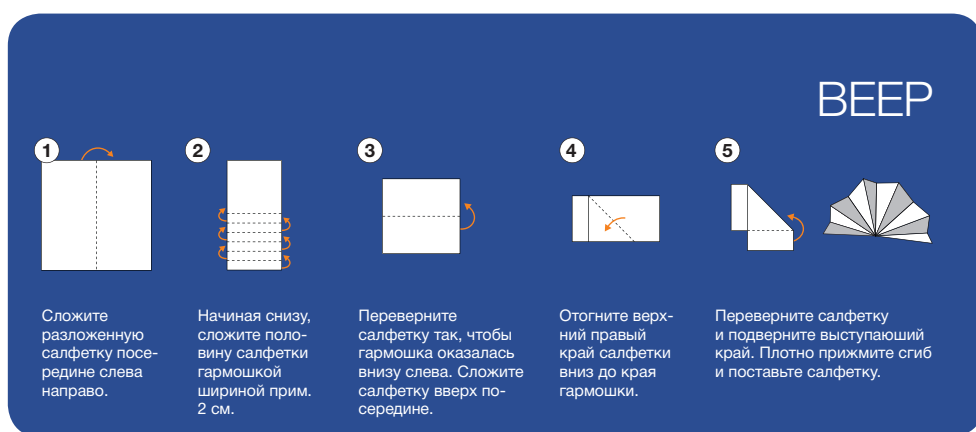 ВЕЕР
1
Сложите
разложенную
салфетку посе-
редине слева
направо.
2
Начиная снизу,
сложите поло-
вину салфетки
гармошкой
шириной прим.
2 см.
3
Переверните
салфетку так, чтобы
гармошка оказалась
внизу слева. Сложите
салфетку вверх по-
середине.
4
Отогните верх-
ний правый
край салфетки
вниз до края
гармошки.
5
Переверните салфетку
и подверните выступаюший
край. Плотно прижмите сгиб
и поставьте салфетку.